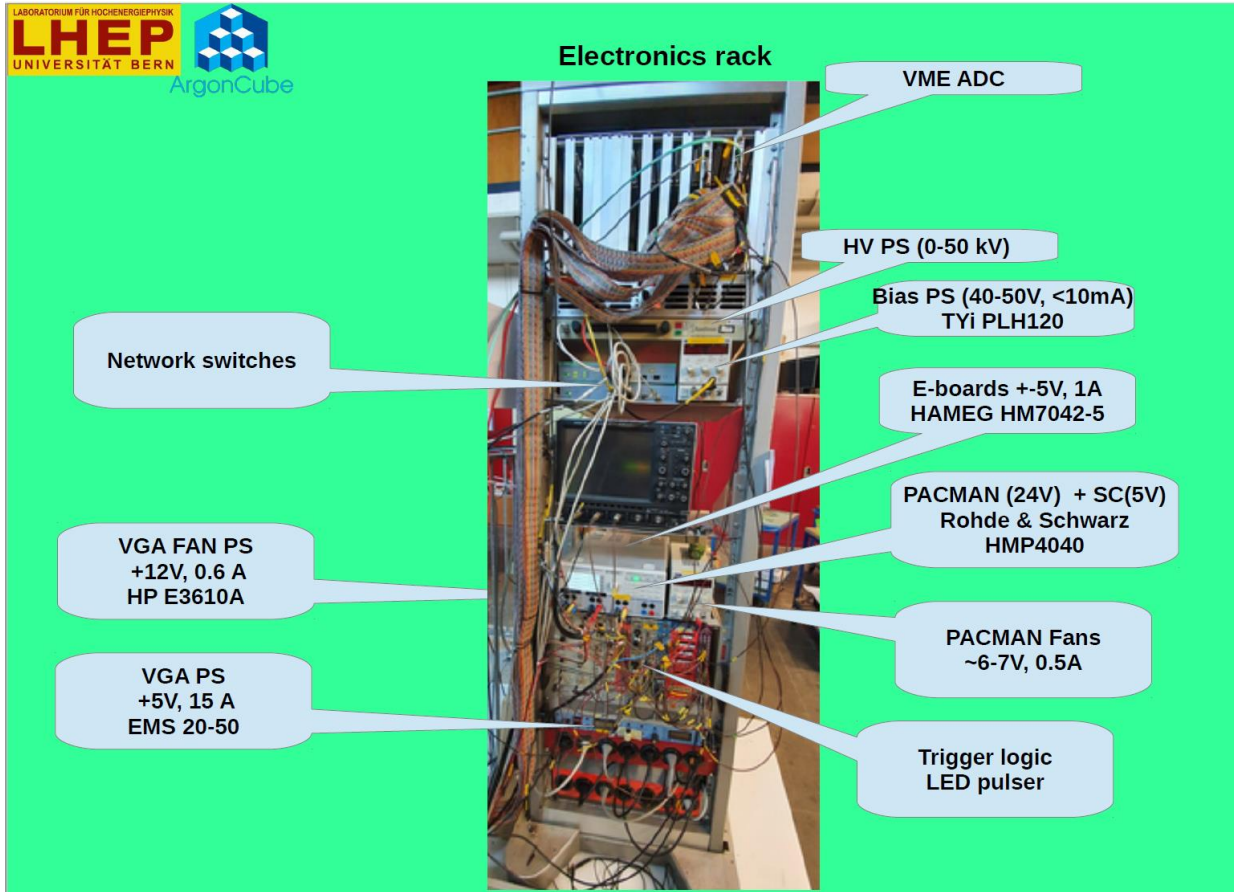 LABORATORIUM FÜR HOCHENERGIEPHYSIK
LHEP
UNIVERSITÄT BERN
ArgonCube
Electronics rack
VME ADC
HV PS (0-50 kV)
Bias PS (40-50V, <10mA)
TYi PLH120
Network switches
E-boards +-5V, 1A
HAMEG HM7042-5
PACMAN (24V) + SC(5V)
Rohde & Schwarz
HMP4040
VGA FAN PS
+12V, 0.6 A
HP E3610A
PACMAN Fans
~6-7V, 0.5A
VGA PS
+5V, 15 A
EMS 20-50
Trigger logic
LED pulser